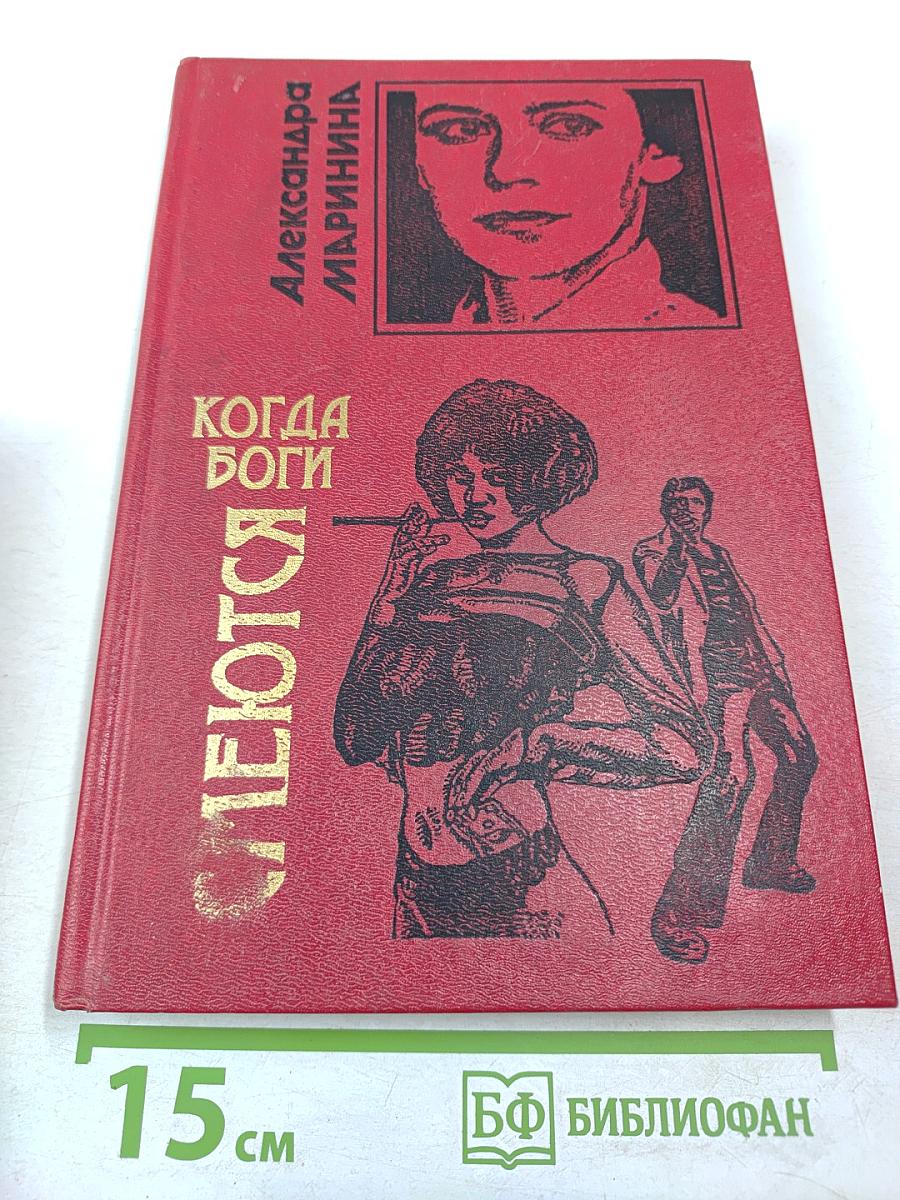 Александра
МАРИНИНА
КОГДА
БОГИ
СМЕЮТСЯ
15 см
БФ БИБЛИОФАН